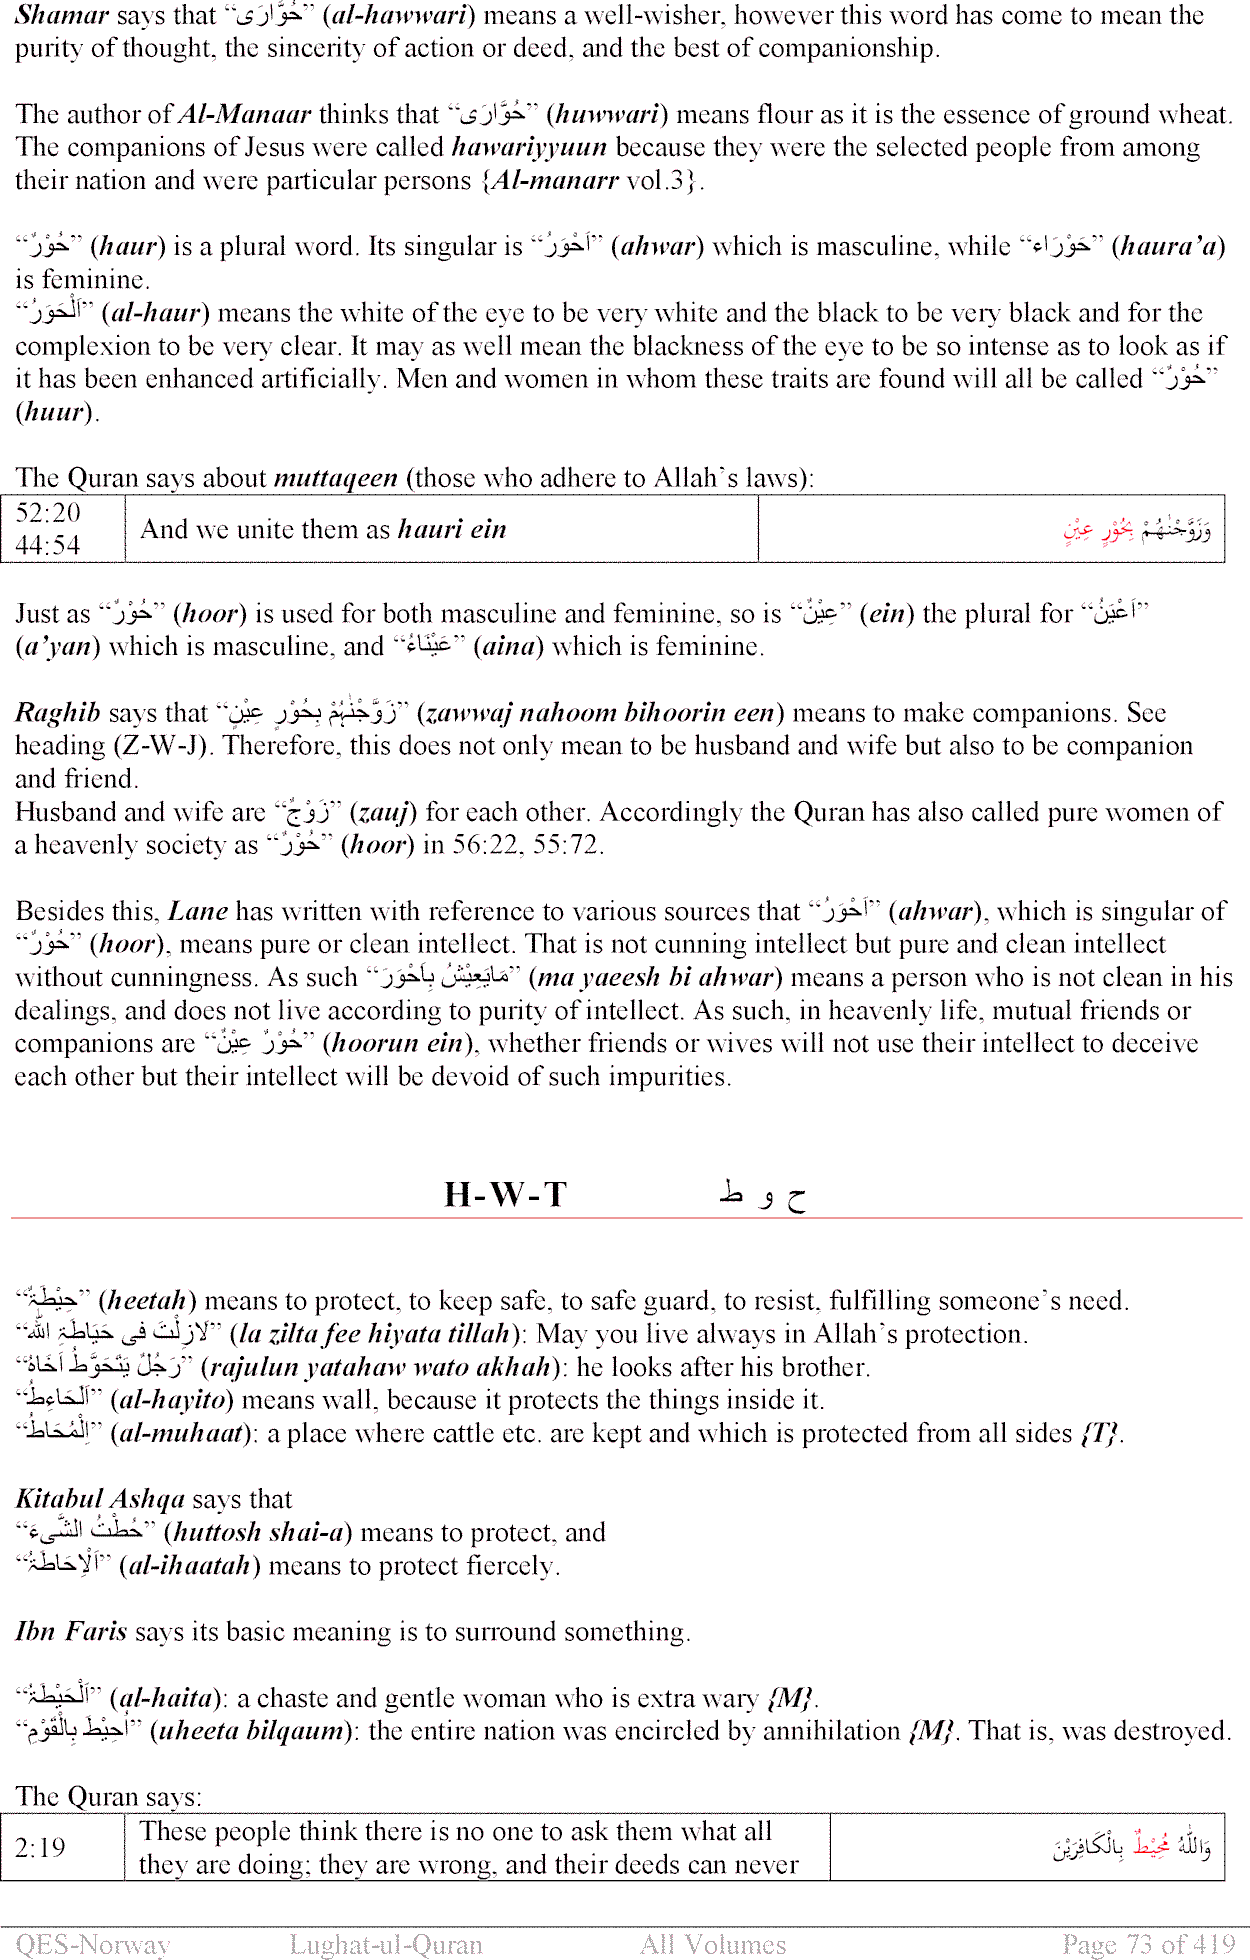 Shamar says that “حُوَّارَى” (al-hawwari) means a well-wisher, however this word has come to mean the
purity of thought, the sincerity of action or deed, and the best of companionship.
The author of Al-Manaar thinks that “حُوَّارَى” (huwwari) means flour as it is the essence of ground wheat.
The companions of Jesus were called hawariyyuun because they were the selected people from among
their nation and were particular persons {Al-manarr vol.3}.
“حُوْرٌ” (haur) is a plural word. Its singular is “اَحْوَرُ” (ahwar) which is masculine, while “حَوْرَاء” (haura’a)
is feminine.
“اَلْحَوَرُ” (al-haur) means the white of the eye to be very white and the black to be very black and for the
complexion to be very clear. It may as well mean the blackness of the eye to be so intense as to look as if
it has been enhanced artificially. Men and women in whom these traits are found will all be called “حُوْرٌ”
(huur).
The Quran says about muttaqeen (those who adhere to Allah’s laws):
52:20
44:54
And we unite them as hauri ein
وَزَوَّجْنٰهُمْ بِحُوْرٍ عِيْنٍ
Just as “حُوْرٌ” (hoor) is used for both masculine and feminine, so is “عِيْنٌ” (ein) the plural for “اَعْيَنُ”
(a’yan) which is masculine, and “عَيْنَاءُ” (aina) which is feminine.
Raghib says that “زَوَّجْنٰہُمْ بِحُوْرٍ عِيْنٍ” (zawwaj nahoom bihoorin een) means to make companions. See
heading (Z-W-J). Therefore, this does not only mean to be husband and wife but also to be companion
and friend.
Husband and wife are “زَوْجٌ” (zauj) for each other. Accordingly the Quran has also called pure women of
a heavenly society as “حُوْرٌ” (hoor) in 56:22, 55:72.
Besides this, Lane has written with reference to various sources that “اَحْوَرُ” (ahwar), which is singular of
“حُوْرٌ” (hoor), means pure or clean intellect. That is not cunning intellect but pure and clean intellect
without cunningness. As such “مَايَعِيْشُ بِاَحْوَرَ” (ma yaeesh bi ahwar) means a person who is not clean in his
dealings, and does not live according to purity of intellect. As such, in heavenly life, mutual friends or
companions are “حُوْرٌ عِيْنٌ” (hoorun ein), whether friends or wives will not use their intellect to deceive
each other but their intellect will be devoid of such impurities.
H-W-T ح و ط
“حِيْطَۃٌ” (heetah) means to protect, to keep safe, to safe guard, to resist, fulfilling someone’s need.
“لَازِلْتَ فِی حَيَاطَۃِ اللہِ” (la zilta fee hiyata tillah): May you live always in Allah’s protection.
“رَجُلٌ يَتَحَوَّطُ اَخَاهُ” (rajulun yatahaw wato akhah): he looks after his brother.
“اَلْحَاءِطُ” (al-hayito) means wall, because it protects the things inside it.
“اِلْمُحَاطُ” (al-muhaat): a place where cattle etc. are kept and which is protected from all sides {T}.
Kitabul Ashqa says that
“حُطْتُ الشَّیءَ” (huttosh shai-a) means to protect, and
“اَلْاِحَاطَۃُ” (al-ihaatah) means to protect fiercely.
Ibn Faris says its basic meaning is to surround something.
“اَلْحَيْطَۃُ” (al-haita): a chaste and gentle woman who is extra wary {M}.
“اُحِيْطَ بِالْقَوْمِ” (uheeta bilqaum): the entire nation was encircled by annihilation {M}. That is, was destroyed.
The Quran says:
2:19
These people think there is no one to ask them what all
they are doing; they are wrong, and their deeds can never
وَاللّٰهُ مُحِيْطٌ بِالْكَافِرِيْنَ
QES-Norway Lughat-ul-Quran All Volumes Page 73 of 419